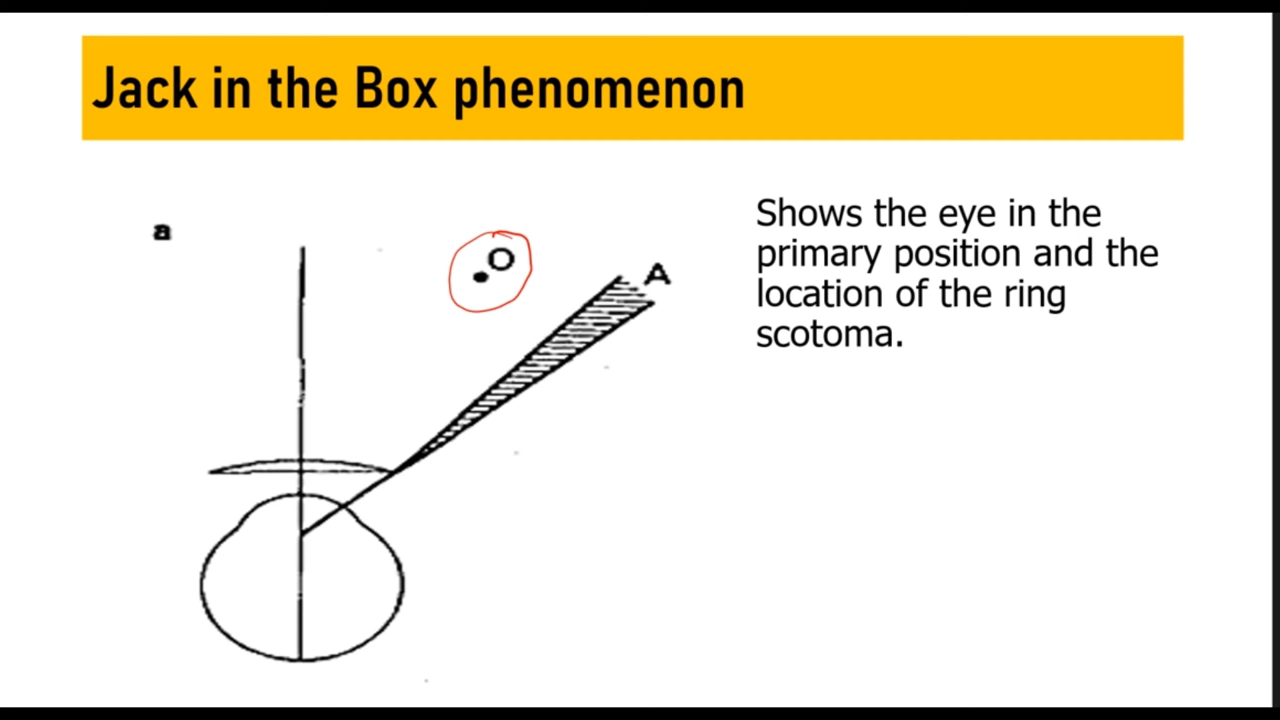 Jack in the Box phenomenon
a
O
A
Shows the eye in the
primary position and the
location of the ring
scotoma.